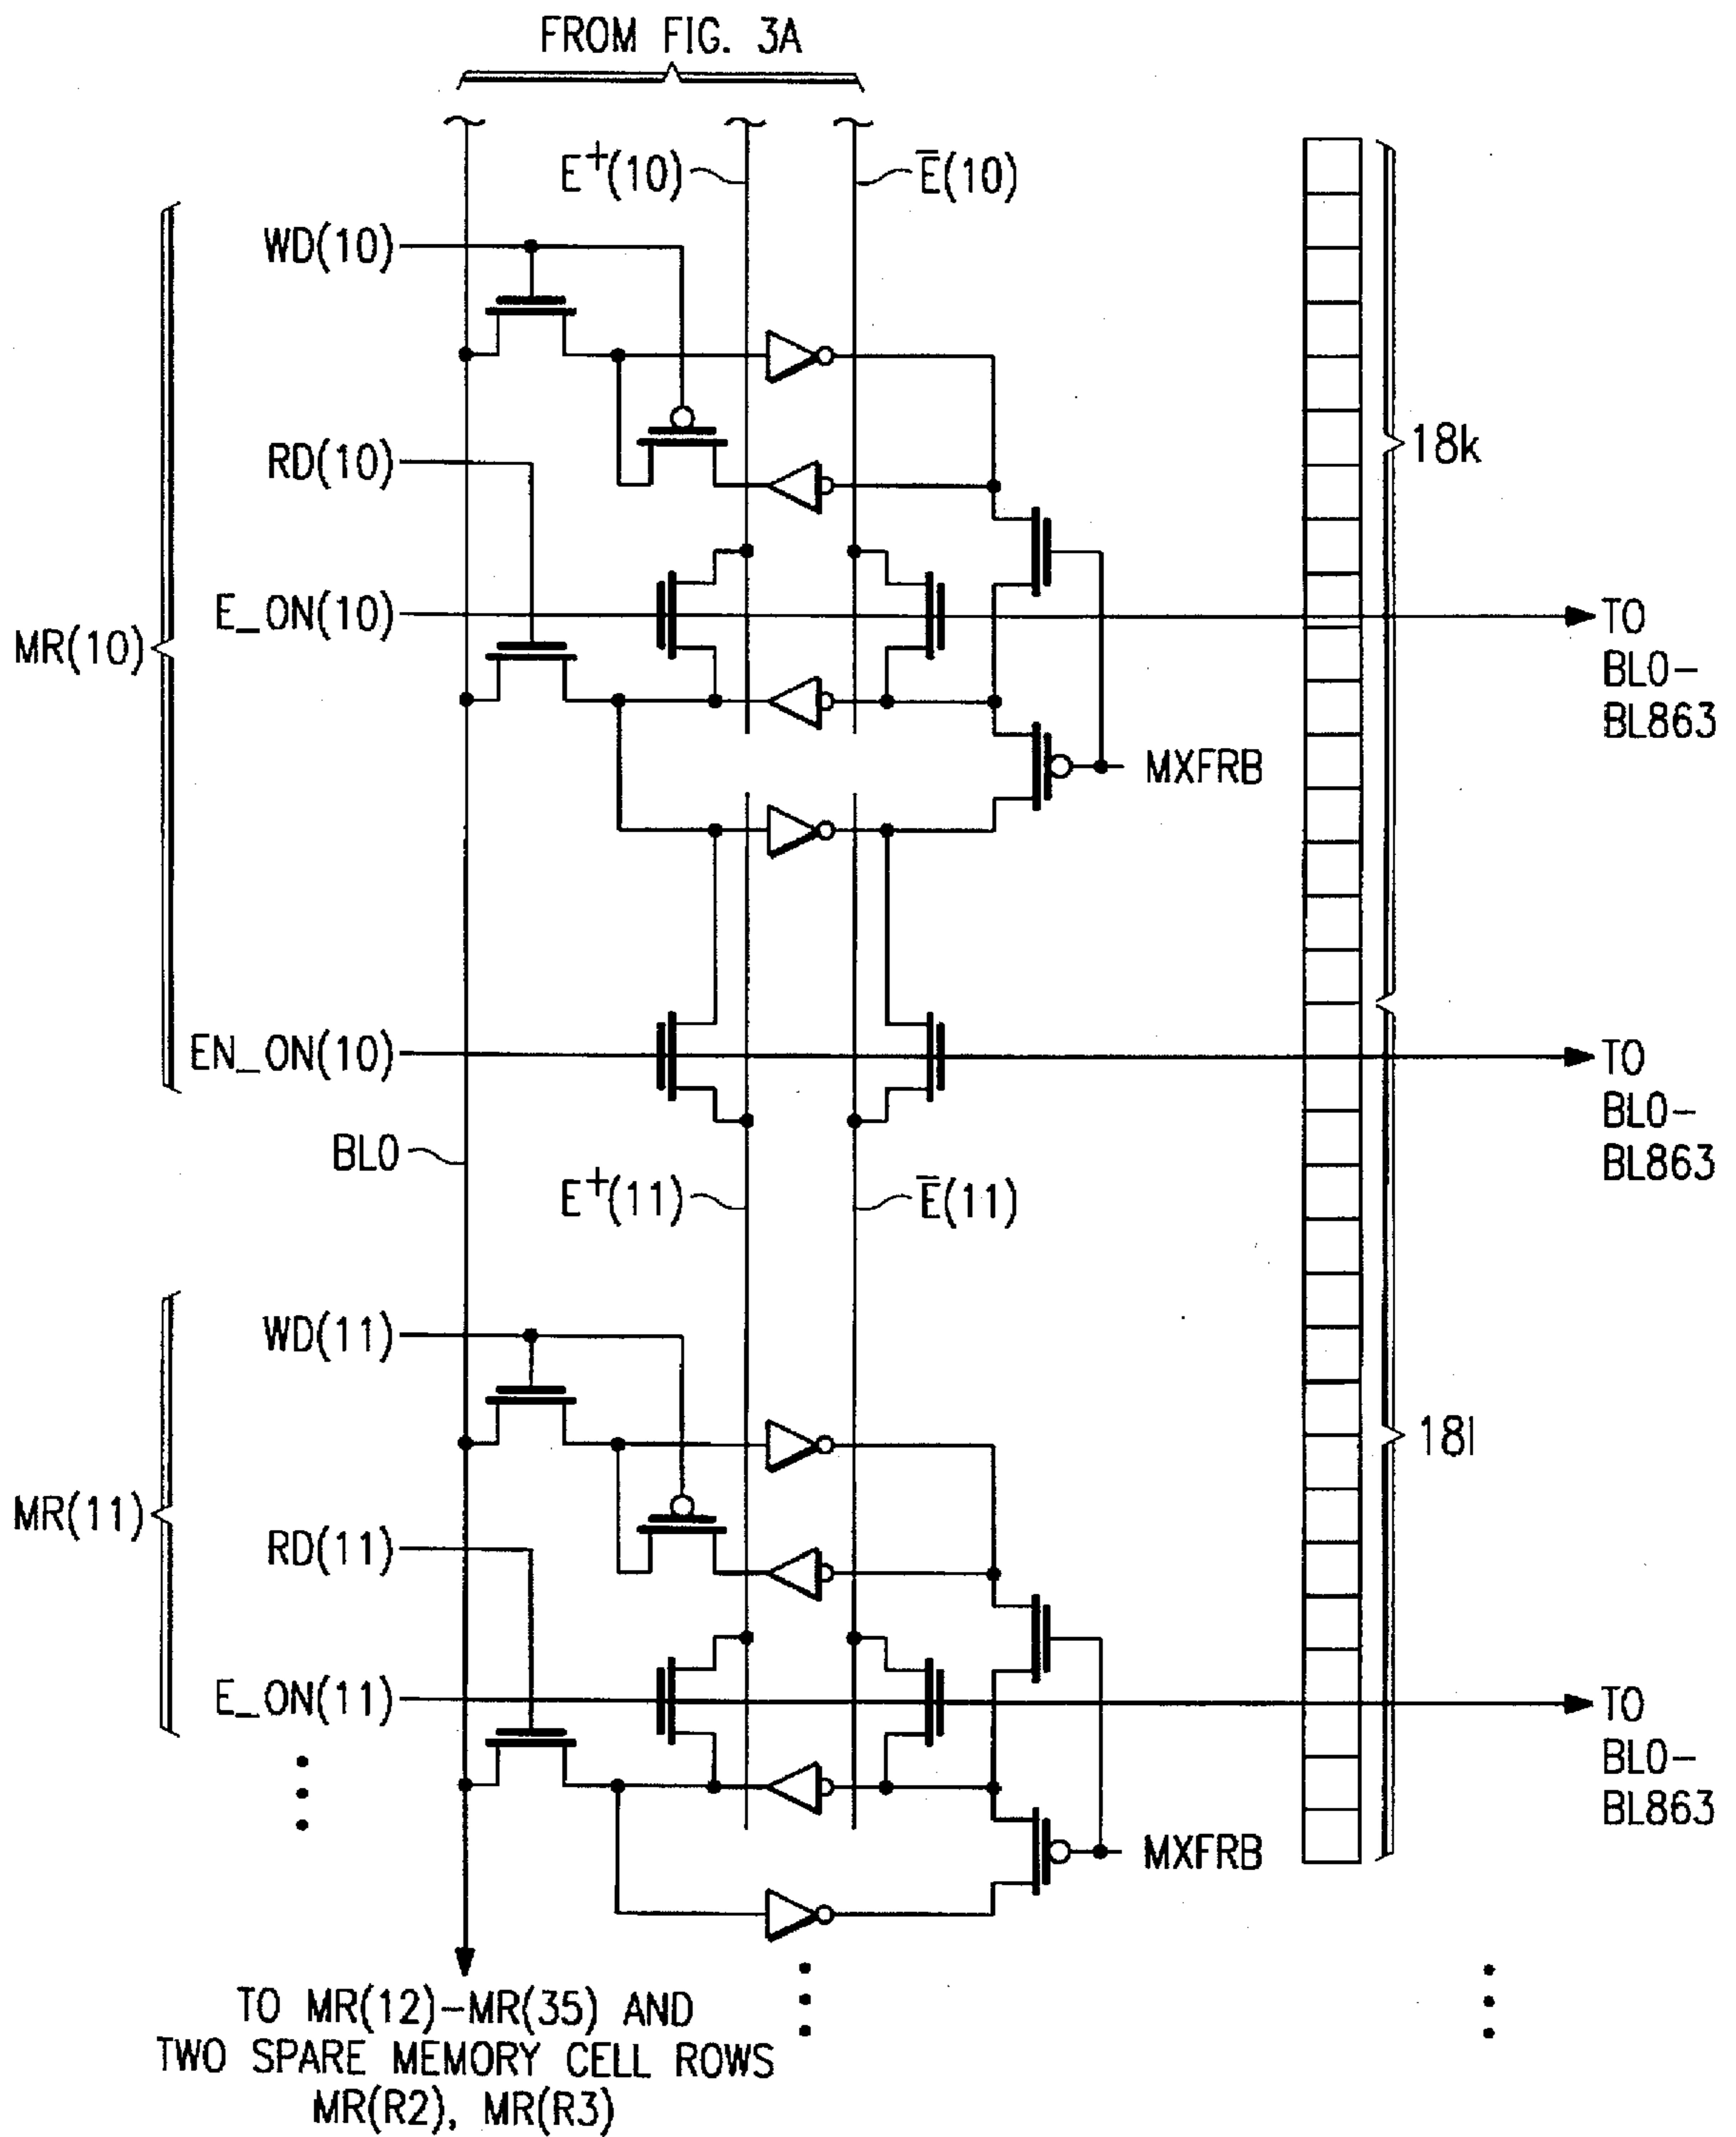 FROM FIG. 3A
E⁺(10)
E̅(10)
WD(10)
RD(10)
18k
E_ON(10)
MR(10)
TO
BL0-
BL863
MXFRB
EN_ON(10)
TO
BL0-
BL863
BL0
E⁺(11)
E̅(11)
WD(11)
18l
MR(11)
RD(11)
E_ON(11)
TO
BL0-
BL863
MXFRB
TO MR(12)-MR(35) AND
TWO SPARE MEMORY CELL ROWS
MR(R2), MR(R3)